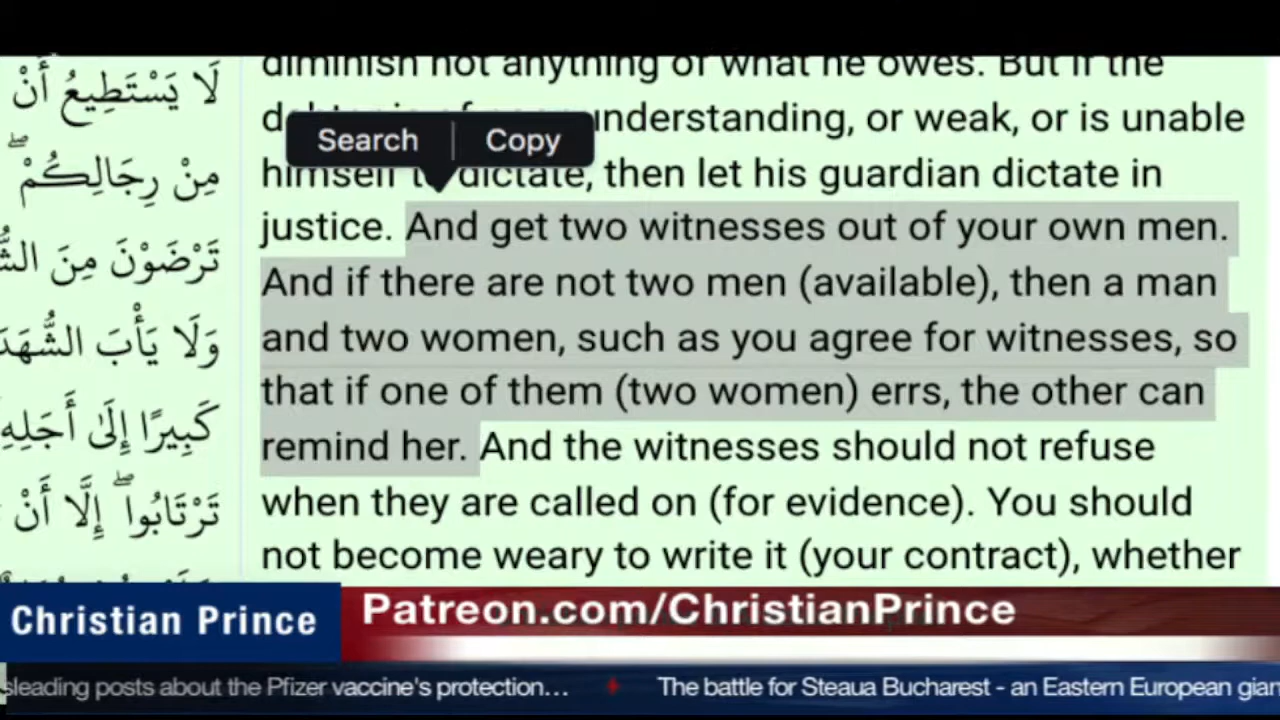 لَا يَسْتَطِيعُ أَنْ
مِنْ رِجَالِكُمْ ۖ
تَرْضَوْنَ مِنَ
وَلَا يَأْبَ
كَبِيرًا إِلَىٰ أَجَلِهِ
تَرْتَابُوا ۖ إِلَّا أَنْ
diminish not anything of what he owes. But if the
understanding, or weak, or is unable
Search Copy
himself to dictate, then let his guardian dictate in
justice. And get two witnesses out of your own men.
And if there are not two men (available), then a man
and two women, such as you agree for witnesses, so
that if one of them (two women) errs, the other can
remind her. And the witnesses should not refuse
when they are called on (for evidence). You should
not become weary to write it (your contract), whether
Christian Prince
Patreon.com/ChristianPrince
sleading posts about the Pfizer vaccine's protection... The battle for Steaua Bucharest - an Eastern European gian